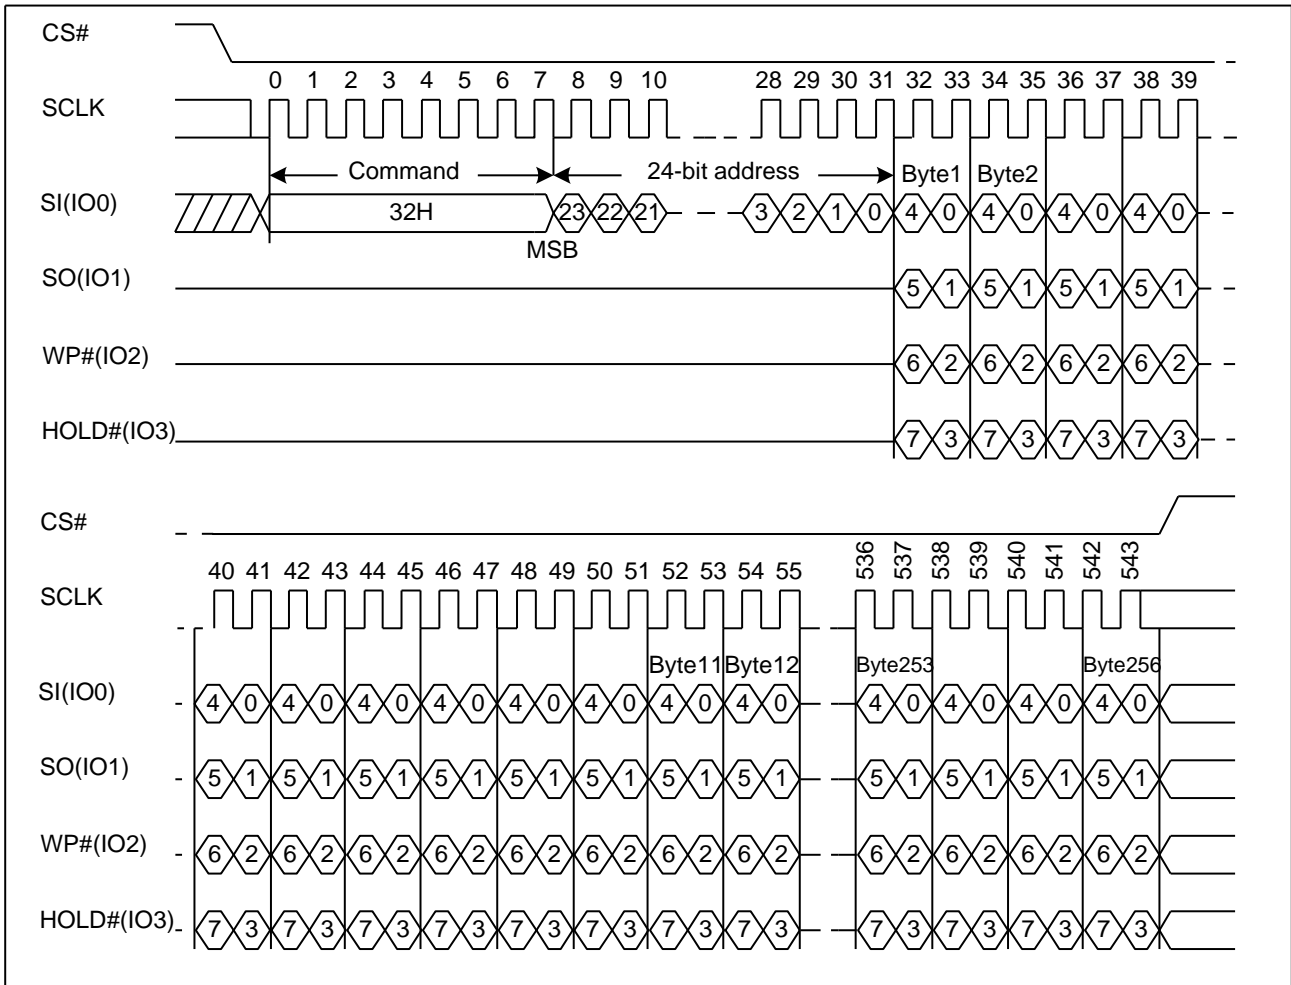 CS#
0 1 2 3 4 5 6 7 8 9 10 28 29 30 31 32 33 34 35 36 37 38 39
SCLK
Command 24-bit address Byte1 Byte2
SI(IO0) 32H 23 22 21 3 2 1 0 4 0 4 0 4 0 4 0
MSB
SO(IO1) 5 1 5 1 5 1 5 1
WP#(IO2) 6 2 6 2 6 2 6 2
HOLD#(IO3) 7 3 7 3 7 3 7 3
CS#
40 41 42 43 44 45 46 47 48 49 50 51 52 53 54 55 536 537 538 539 540 541 542 543
SCLK
Byte11 Byte12 Byte253 Byte256
SI(IO0) 4 0 4 0 4 0 4 0 4 0 4 0 4 0 4 0 4 0 4 0 4 0 4 0
SO(IO1) 5 1 5 1 5 1 5 1 5 1 5 1 5 1 5 1 5 1 5 1 5 1 5 1
WP#(IO2) 6 2 6 2 6 2 6 2 6 2 6 2 6 2 6 2 6 2 6 2 6 2 6 2
HOLD#(IO3) 7 3 7 3 7 3 7 3 7 3 7 3 7 3 7 3 7 3 7 3 7 3 7 3